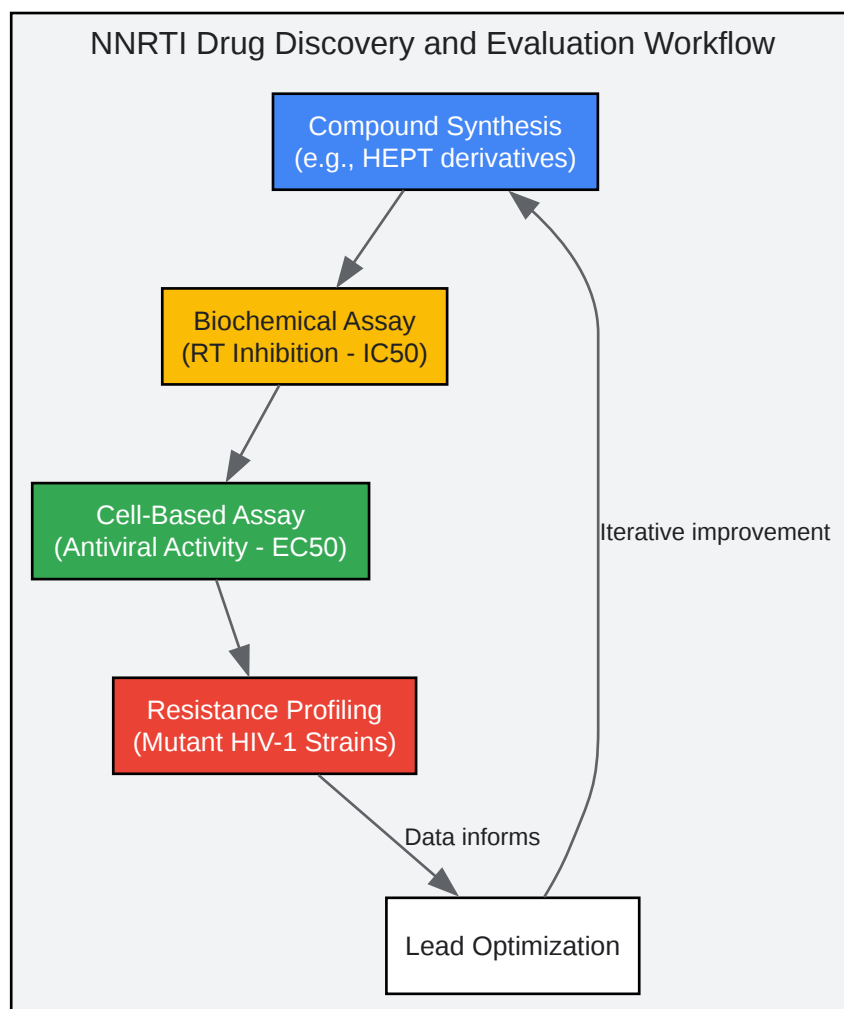 NNRTI Drug Discovery and Evaluation Workflow
Compound Synthesis
(e.g., HEPT derivatives)
Biochemical Assay
(RT Inhibition - IC50)
Cell-Based Assay
(Antiviral Activity - EC50)
Iterative improvement
Resistance Profiling
(Mutant HIV-1 Strains)
Data informs
Lead Optimization